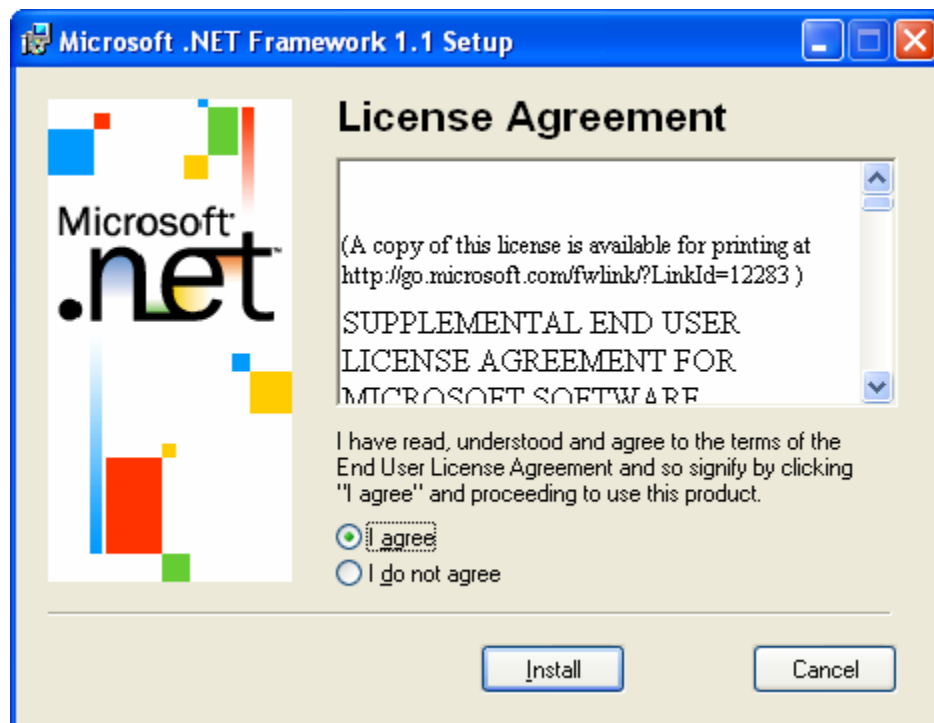 Microsoft .NET Framework 1.1 Setup
Microsoft
.net™
License Agreement
(A copy of this license is available for printing at
http://go.microsoft.com/fwlink/?LinkId=12283 )
SUPPLEMENTAL END USER
LICENSE AGREEMENT FOR
MICROSOFT SOFTWARE
I have read, understood and agree to the terms of the
End User License Agreement and so signify by clicking
"I agree" and proceeding to use this product.
I agree
I do not agree
Install
Cancel